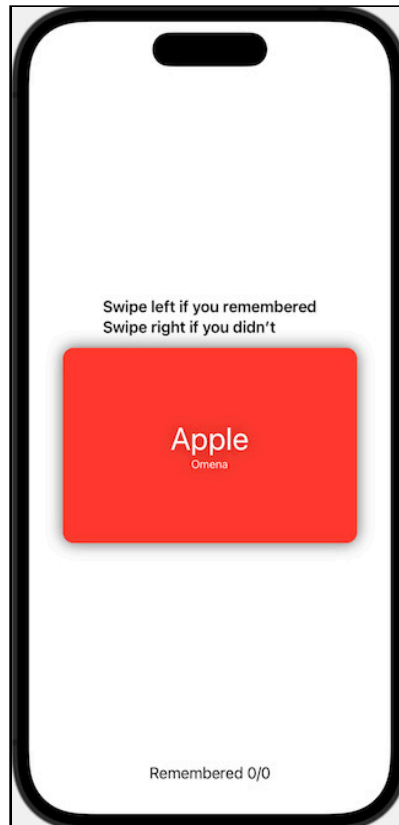 Swipe left if you remembered
Swipe right if you didn’t
Apple
Omena
Remembered 0/0